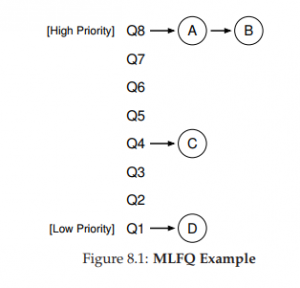 [High Priority] Q8 A B
Q7
Q6
Q5
Q4 C
Q3
Q2
[Low Priority] Q1 D
Figure 8.1: MLFQ Example